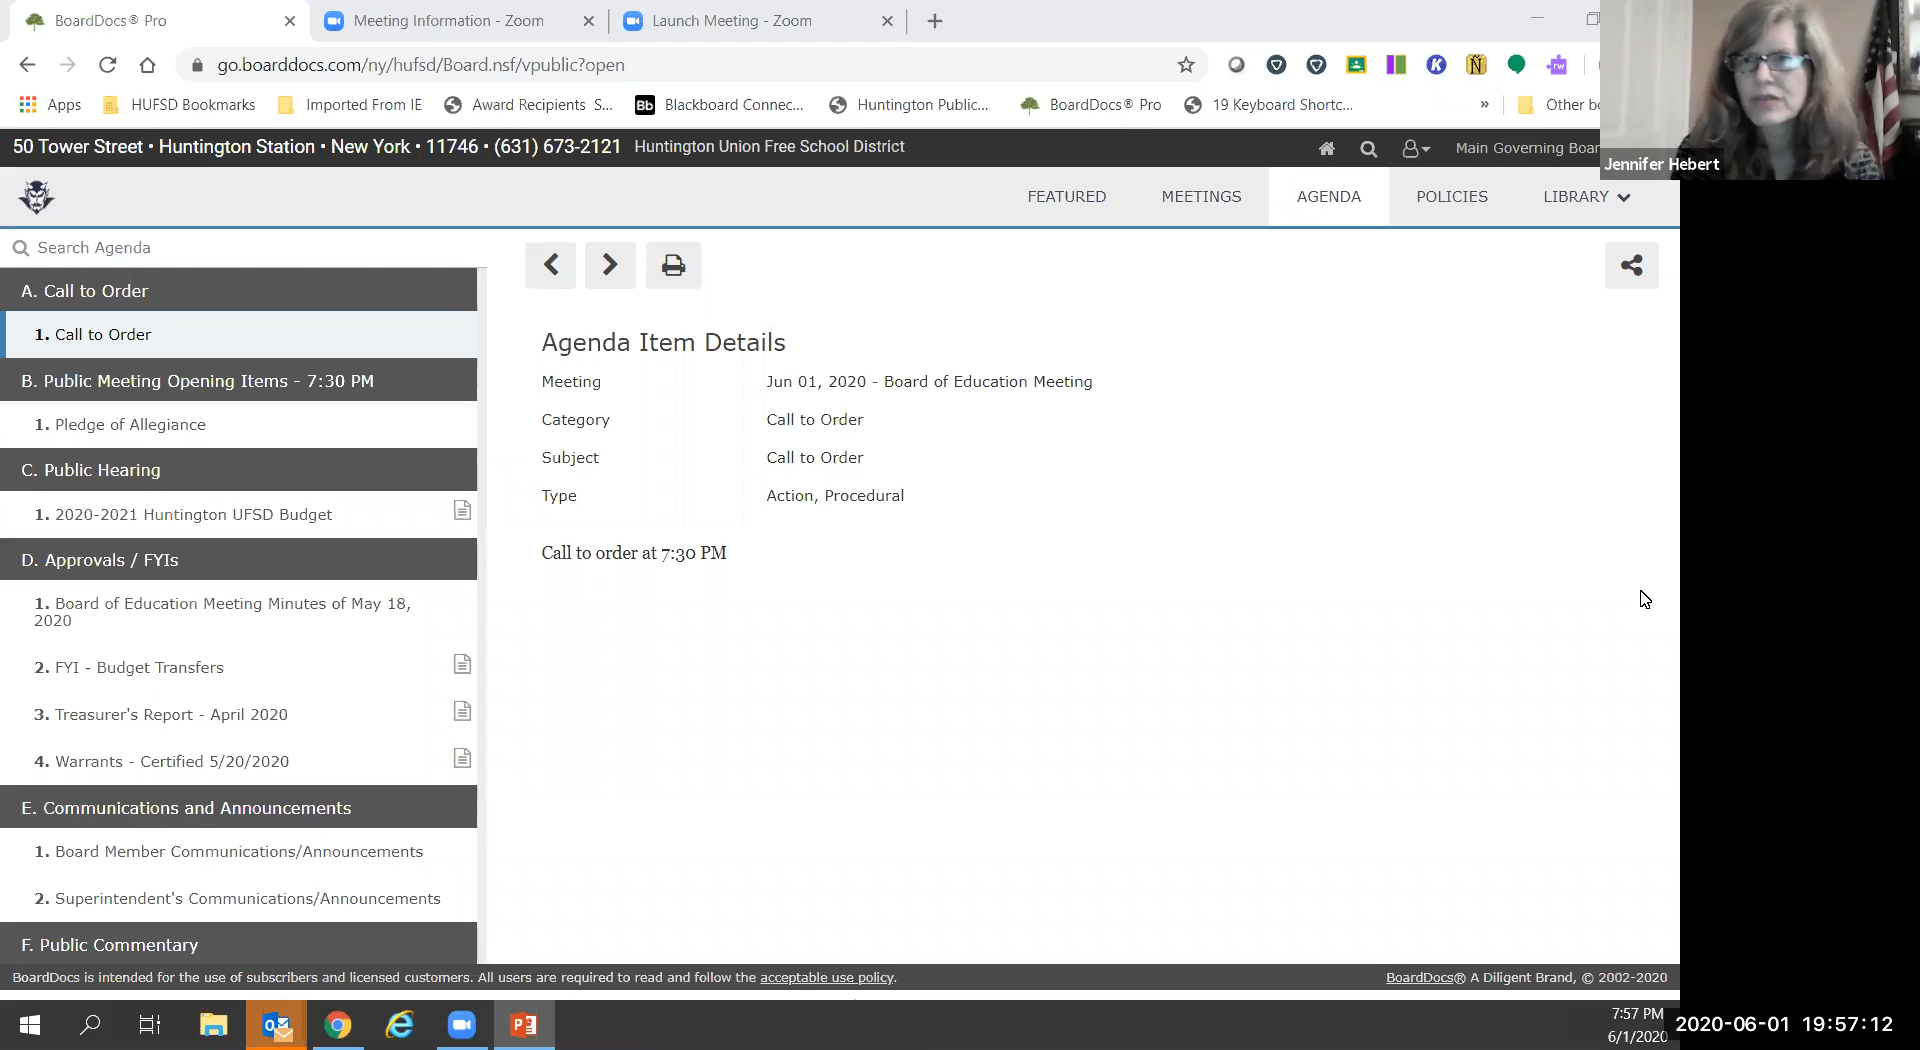 BoardDocs® Pro
Meeting Information - Zoom
Launch Meeting - Zoom
go.boarddocs.com/ny/hufsd/Board.nsf/vpublic?open
Apps
HUFSD Bookmarks
Imported From IE
Award Recipients S...
Bb Blackboard Connec...
Huntington Public...
BoardDocs® Pro
19 Keyboard Shortc...
»
Other bo
50 Tower Street • Huntington Station • New York • 11746 • (631) 673-2121 Huntington Union Free School District
Main Governing Boar
Jennifer Hebert
FEATURED
MEETINGS
AGENDA
POLICIES
LIBRARY
Search Agenda
A. Call to Order
1. Call to Order
B. Public Meeting Opening Items - 7:30 PM
1. Pledge of Allegiance
C. Public Hearing
1. 2020-2021 Huntington UFSD Budget
D. Approvals / FYIs
1. Board of Education Meeting Minutes of May 18,
2020
2. FYI - Budget Transfers
3. Treasurer's Report - April 2020
4. Warrants - Certified 5/20/2020
E. Communications and Announcements
1. Board Member Communications/Announcements
2. Superintendent's Communications/Announcements
F. Public Commentary
Agenda Item Details
Meeting Jun 01, 2020 - Board of Education Meeting
Category Call to Order
Subject Call to Order
Type Action, Procedural
Call to order at 7:30 PM
BoardDocs is intended for the use of subscribers and licensed customers. All users are required to read and follow the acceptable use policy.
BoardDocs® A Diligent Brand, © 2002-2020
7:57 PM
6/1/2020
2020-06-01 19:57:12